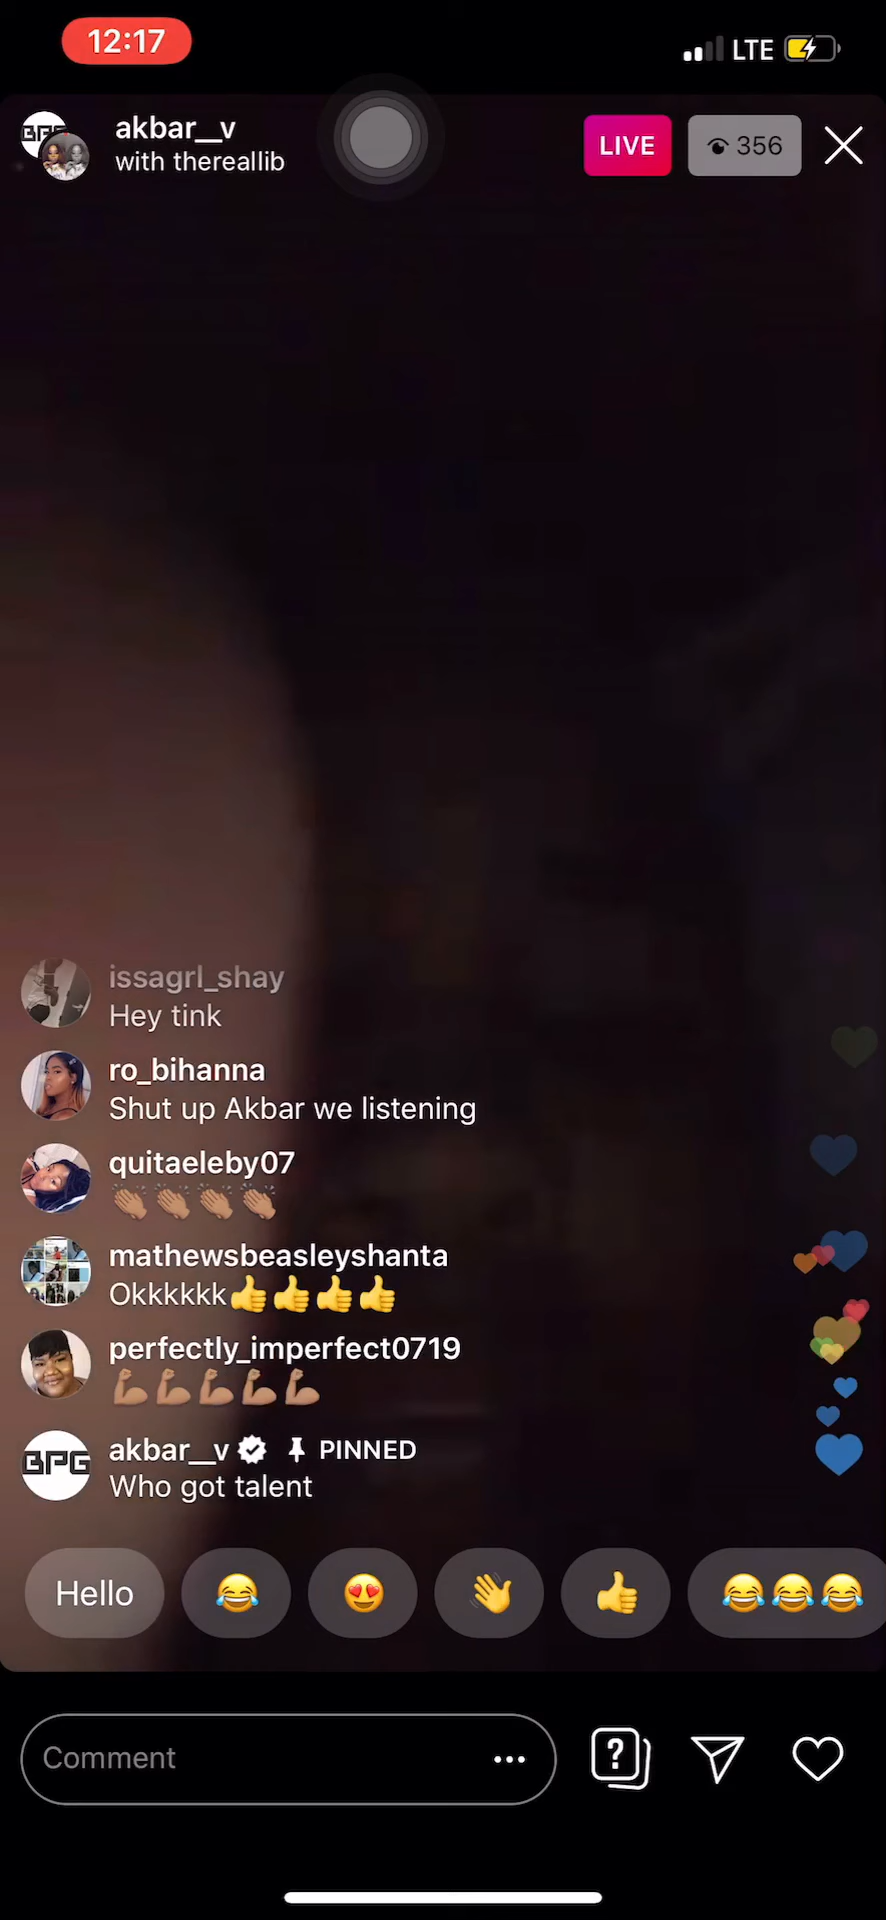 12:17
LTE
akbar__v
with thereallib
LIVE
356
issagrl_shay
Hey tink
ro_bihanna
Shut up Akbar we listening
quitaeleby07
👏🏽👏🏽👏🏽👏🏽
mathewsbeasleyshanta
Okkkkkk👍👍👍👍
perfectly_imperfect0719
💪🏽💪🏽💪🏽💪🏽💪🏽
BPG
akbar__v PINNED
Who got talent
Hello 😂 😍 👋 👍 😂😂😂
Comment
?